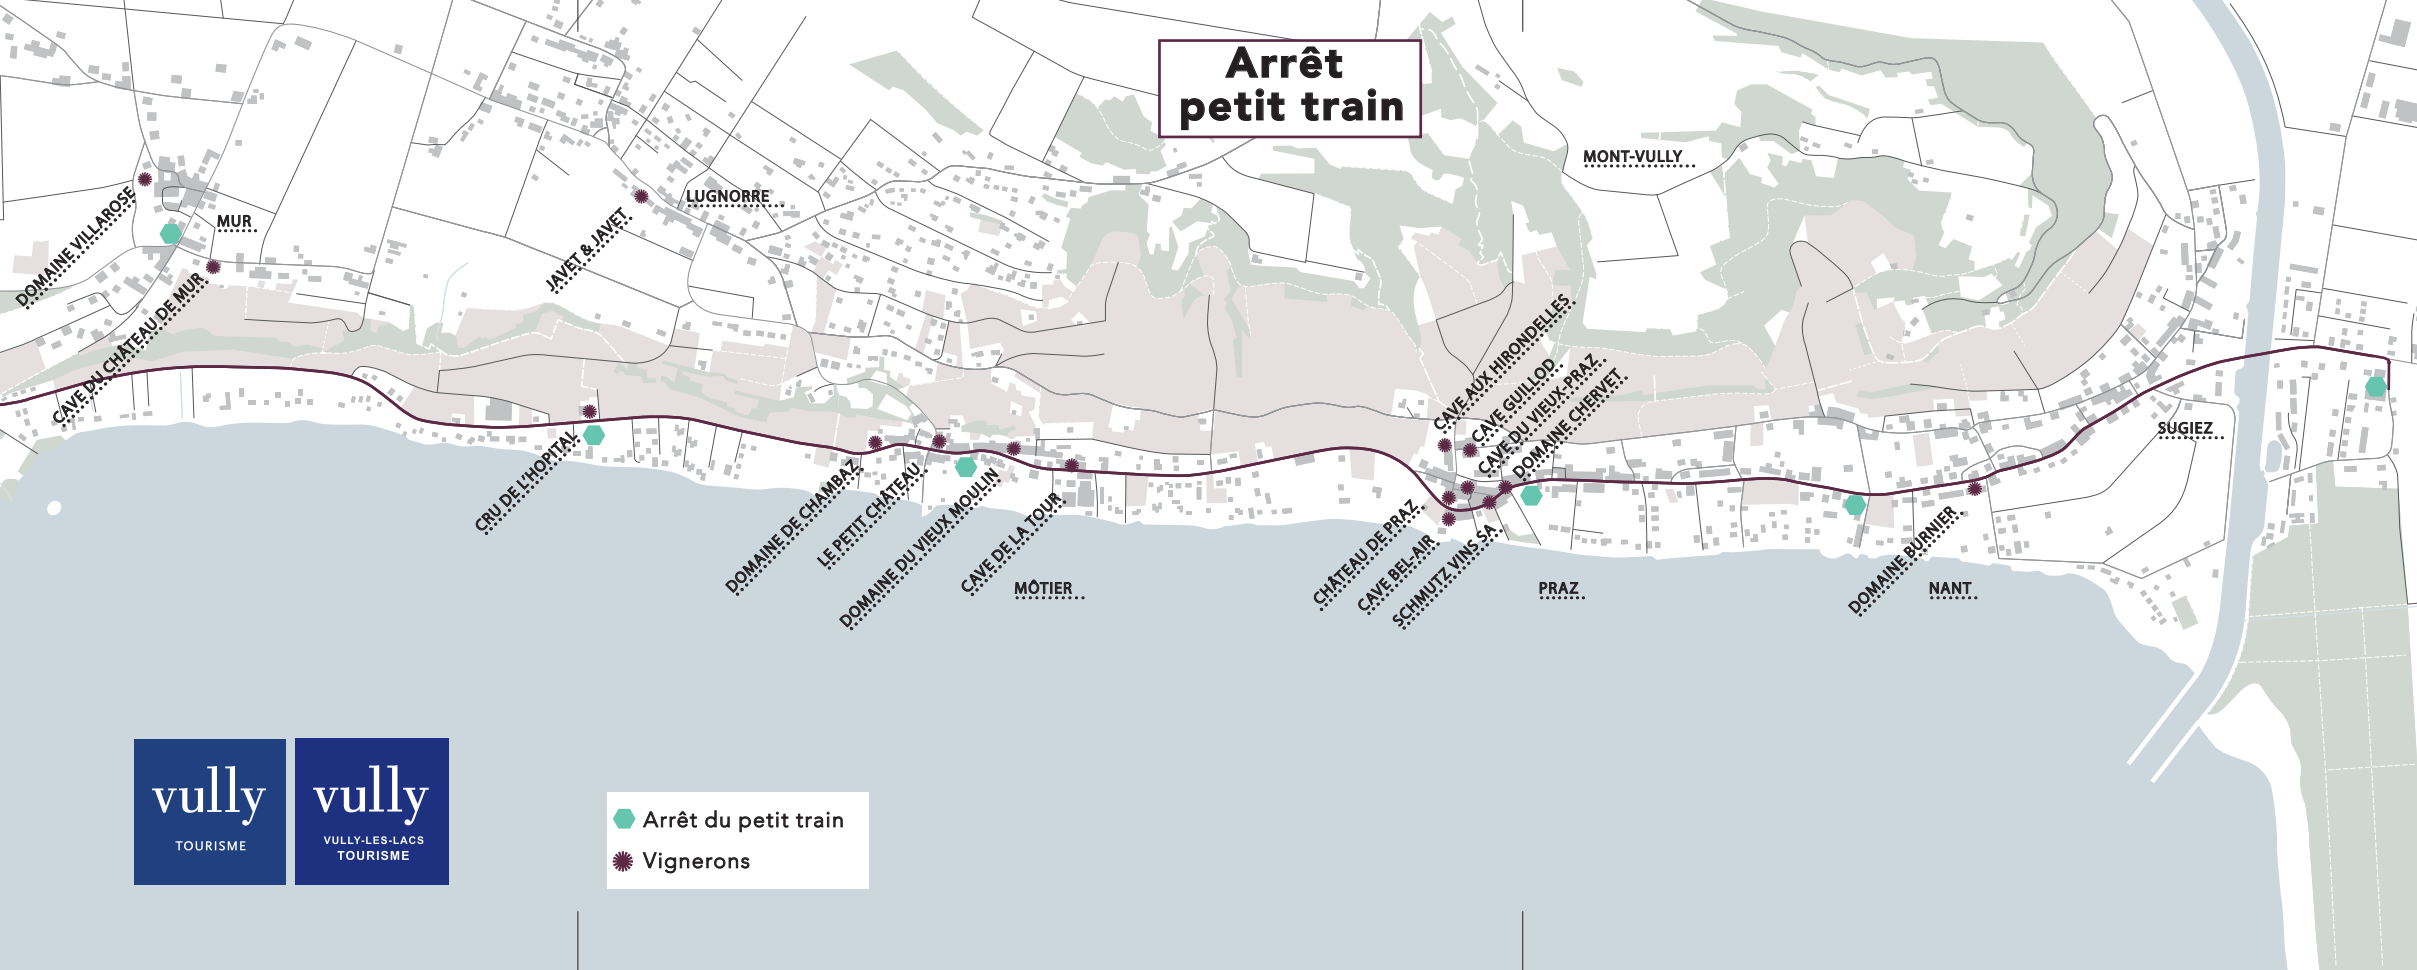 Arrêt
petit train
MONT-VULLY
LUGNORRE
DOMAINE VILLAROSE
MUR
JAVET & JAVET
CAVE DU CHÂTEAU DE MUR
CAVE AUX HIRONDELLES
CAVE GUILLOD
CAVE DU VIEUX-PRAZ
DOMAINE CHERVET
SUGIEZ
CRU DE L'HOPITAL
DOMAINE DE CHAMBAZ
LE PETIT CHÂTEAU
DOMAINE DU VIEUX MOULIN
CAVE DE LA TOUR
CHÂTEAU DE PRAZ
CAVE BEL-AIR
SCHMUTZ VINS SA
DOMAINE BURNIER
MÔTIER
PRAZ
NANT
vully
TOURISME
vully
VULLY-LES-LACS
TOURISME
Arrêt du petit train
Vignerons